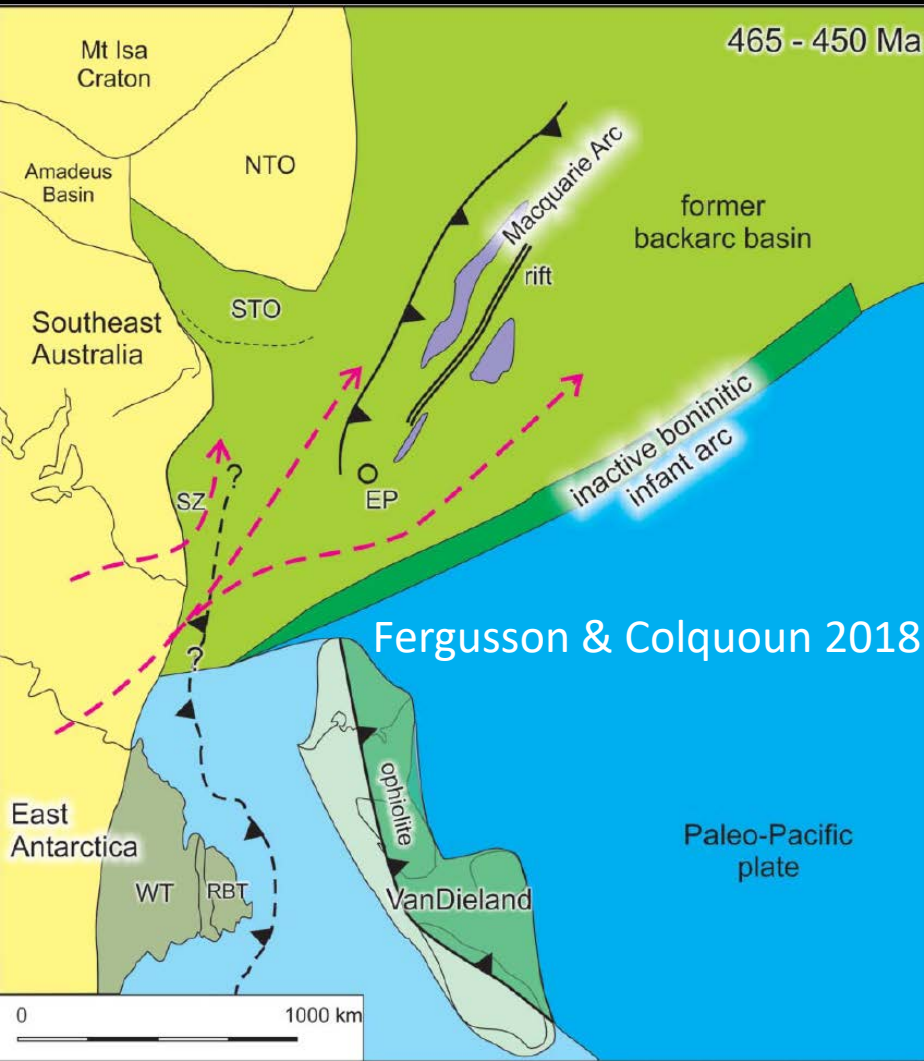 465 - 450 Ma
Mt Isa
Craton
Amadeus
Basin
NTO
Macquarie Arc
former
backarc basin
rift
STO
Southeast
Australia
inactive boninitic
infant arc
?
SZ
EP
Fergusson & Colquoun 2018
?
ophiolite
East
Antarctica
Paleo-Pacific
plate
WT
RBT
VanDieland
0
1000 km